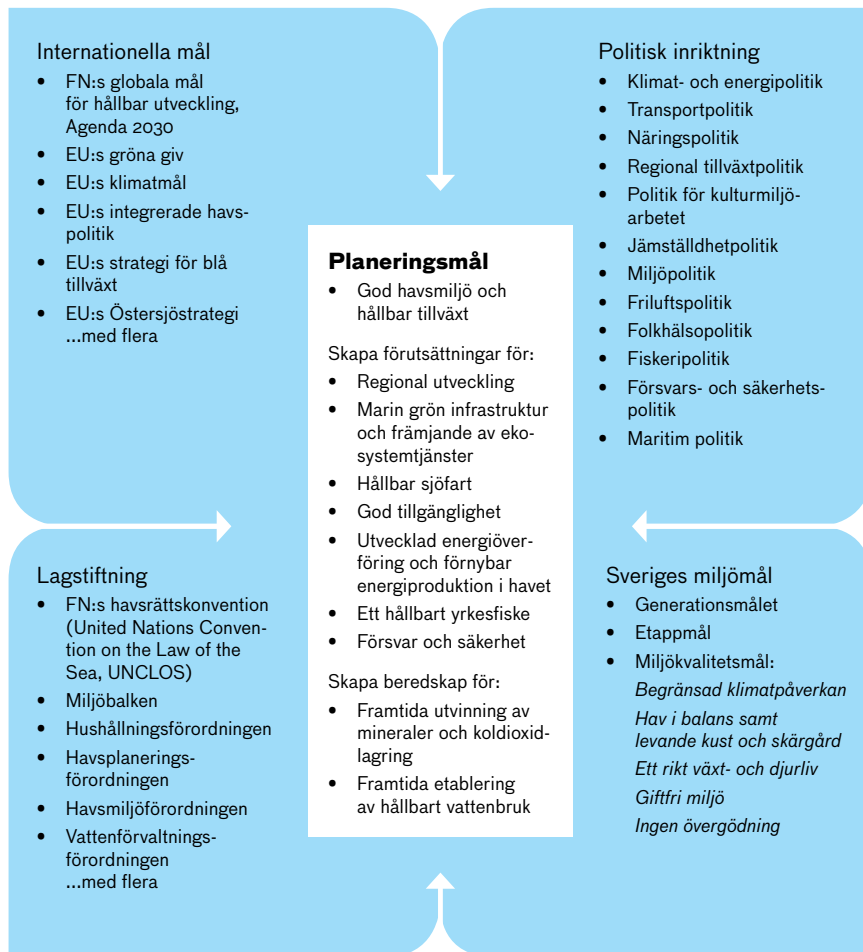 Internationella mål
• FN:s globala mål
för hållbar utveckling,
Agenda 2030
• EU:s gröna giv
• EU:s klimatmål
• EU:s integrerade havs-
politik
• EU:s strategi för blå
tillväxt
• EU:s Östersjöstrategi
...med flera
Politisk inriktning
• Klimat- och energipolitik
• Transportpolitik
• Näringspolitik
• Regional tillväxtpolitik
• Politik för kulturmiljö-
arbetet
• Jämställdhetpolitik
• Miljöpolitik
• Friluftspolitik
• Folkhälsopolitik
• Fiskeripolitik
• Försvars- och säkerhets-
politik
• Maritim politik
Planeringsmål
• God havsmiljö och
hållbar tillväxt
Skapa förutsättningar för:
• Regional utveckling
• Marin grön infrastruktur
och främjande av eko-
systemtjänster
• Hållbar sjöfart
• God tillgänglighet
• Utvecklad energiöver-
föring och förnybar
energiproduktion i havet
• Ett hållbart yrkesfiske
• Försvar och säkerhet
Skapa beredskap för:
• Framtida utvinning av
mineraler och koldioxid-
lagring
• Framtida etablering
av hållbart vattenbruk
Lagstiftning
• FN:s havsrättskonvention
(United Nations Conven-
tion on the Law of the
Sea, UNCLOS)
• Miljöbalken
• Hushållningsförordningen
• Havsplanerings-
förordningen
• Havsmiljöförordningen
• Vattenförvaltnings-
förordningen
...med flera
Sveriges miljömål
• Generationsmålet
• Etappmål
• Miljökvalitetsmål:
Begränsad klimatpåverkan
Hav i balans samt
levande kust och skärgård
Ett rikt växt- och djurliv
Giftfri miljö
Ingen övergödning